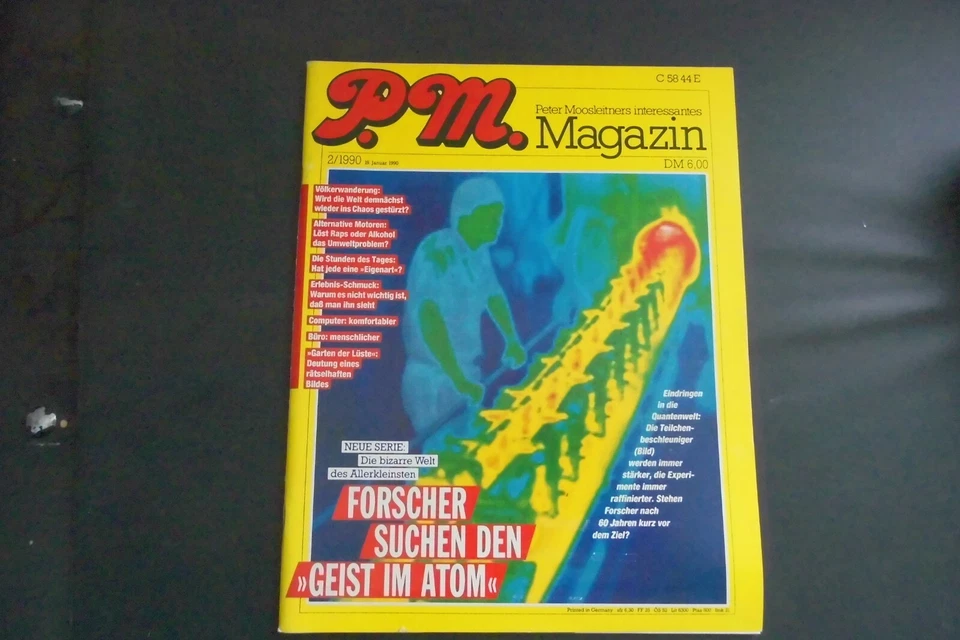 C 58 44 E
P.M.
Peter Moosleitners interessantes
Magazin
2/1990
Januar 1990
DM 6,00
Völkerwanderung:
Wird die Welt demnächst
wieder ins Chaos gestürzt?
Alternative Motoren:
Löst Raps oder Alkohol
das Umweltproblem?
Die Stunden des Tages:
Hat jede eine »Eigenart«?
Erlebnis-Schmuck:
Warum es nicht wichtig ist,
daß man ihn sieht
Computer: komfortabler
Büro: menschlicher
»Garten der Lüste«:
Deutung eines
rätselhaften
Bildes
Eindringen
in die
Quantenwelt:
Die Teilchen-
beschleuniger
(Bild)
werden immer
stärker, die Experi-
mente immer
raffinierter. Stehen
Forscher nach
60 Jahren kurz vor
dem Ziel?
NEUE SERIE:
Die bizarre Welt
des Allerkleinsten
FORSCHER
SUCHEN DEN
»GEIST IM ATOM«
Printed in Germany